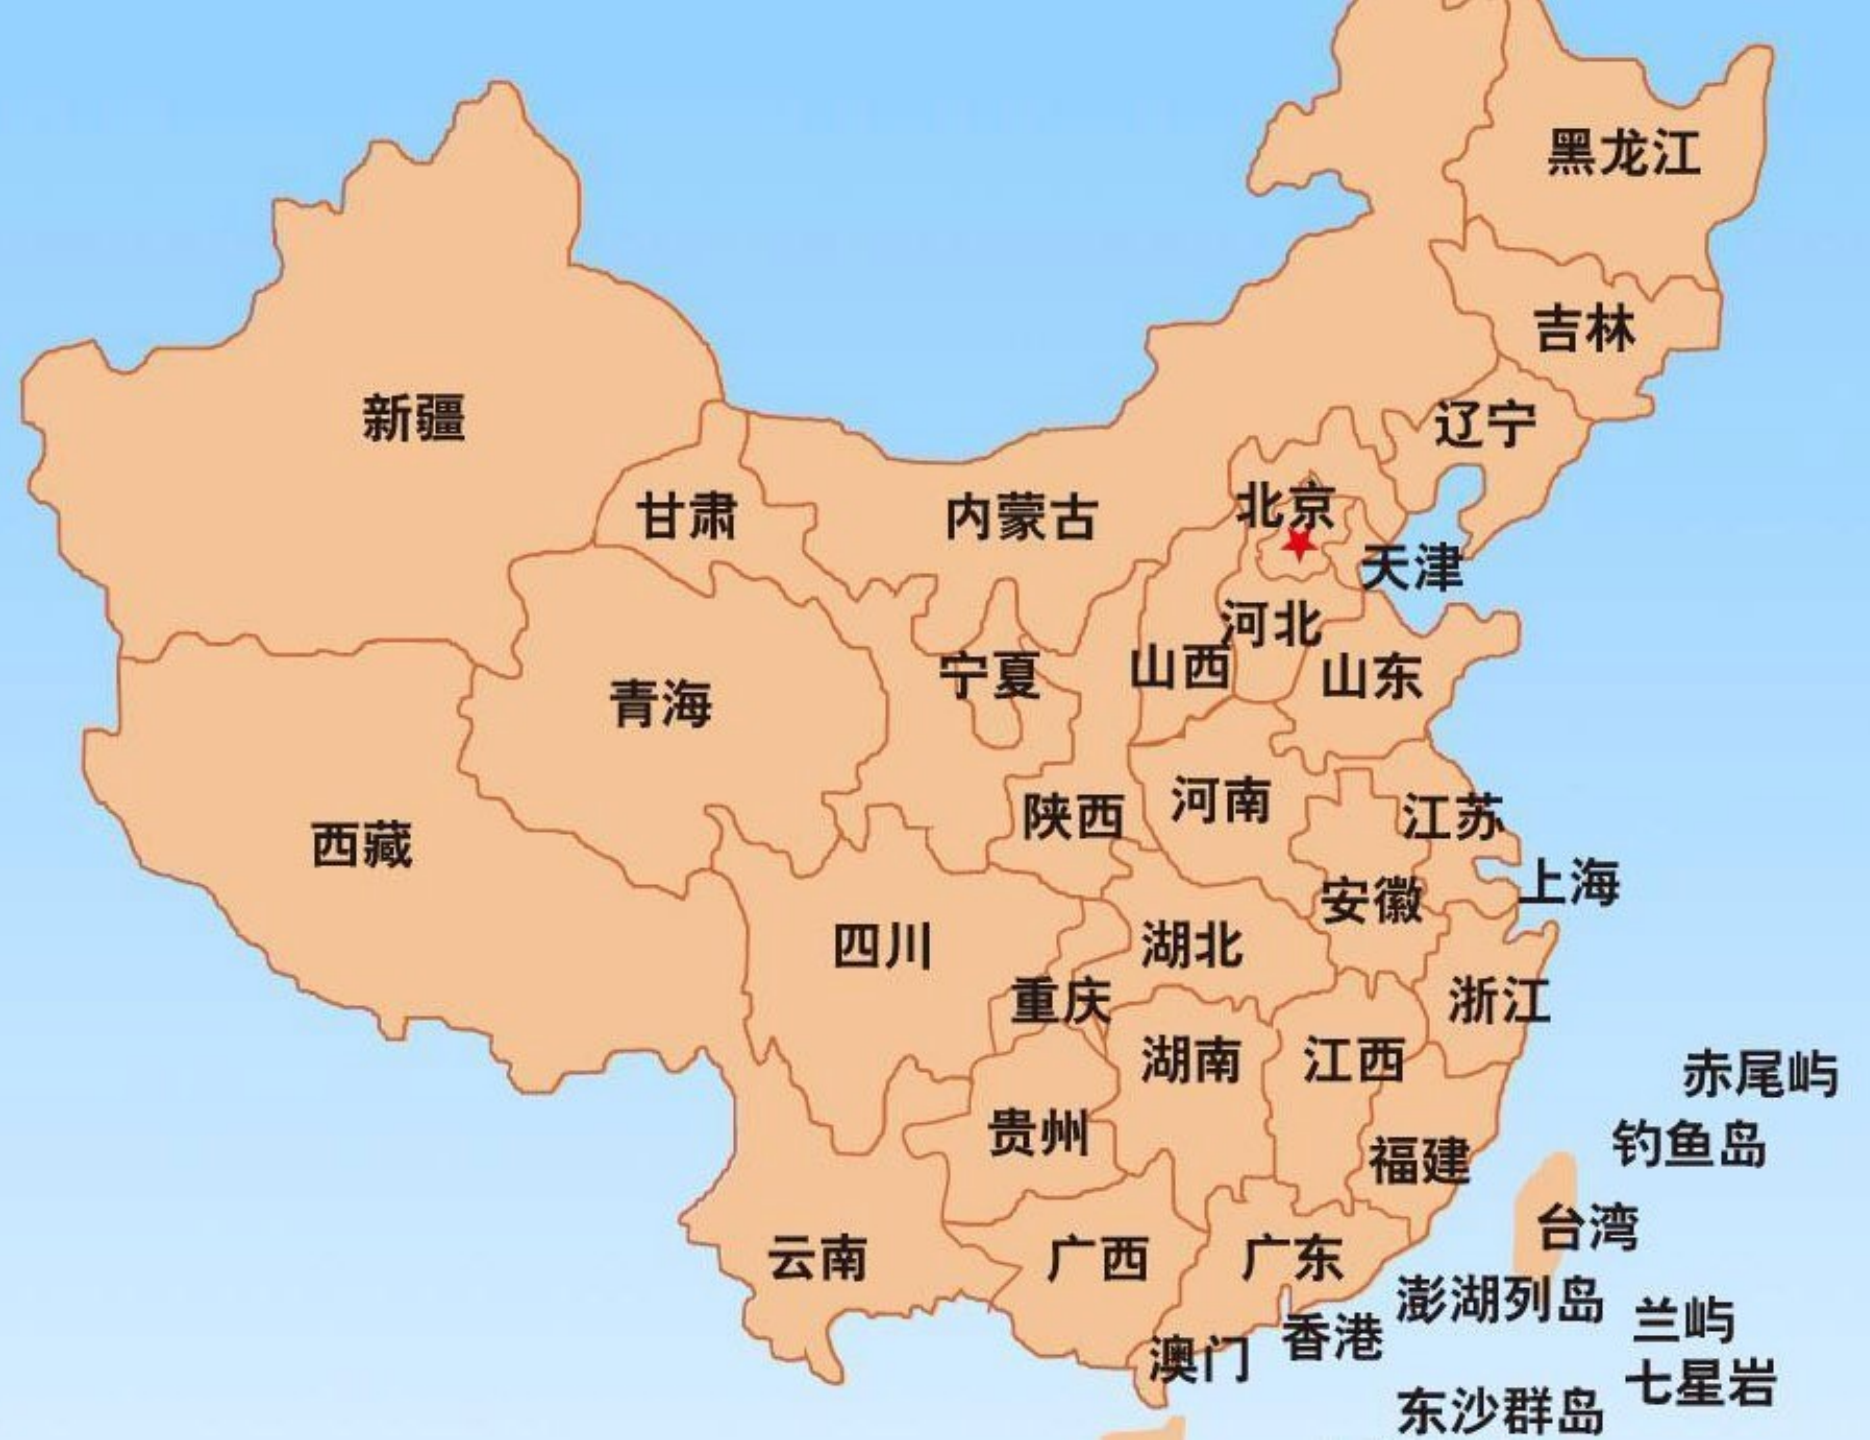 黑龙江
吉林
新疆
辽宁
甘肃
内蒙古
北京
天津
河北
宁夏
山西
山东
青海
陕西
河南
江苏
西藏
上海
安徽
四川
湖北
重庆
浙江
湖南
江西
赤尾屿
贵州
钓鱼岛
福建
台湾
云南
广西
广东
澎湖列岛
兰屿
香港
澳门
七星岩
东沙群岛